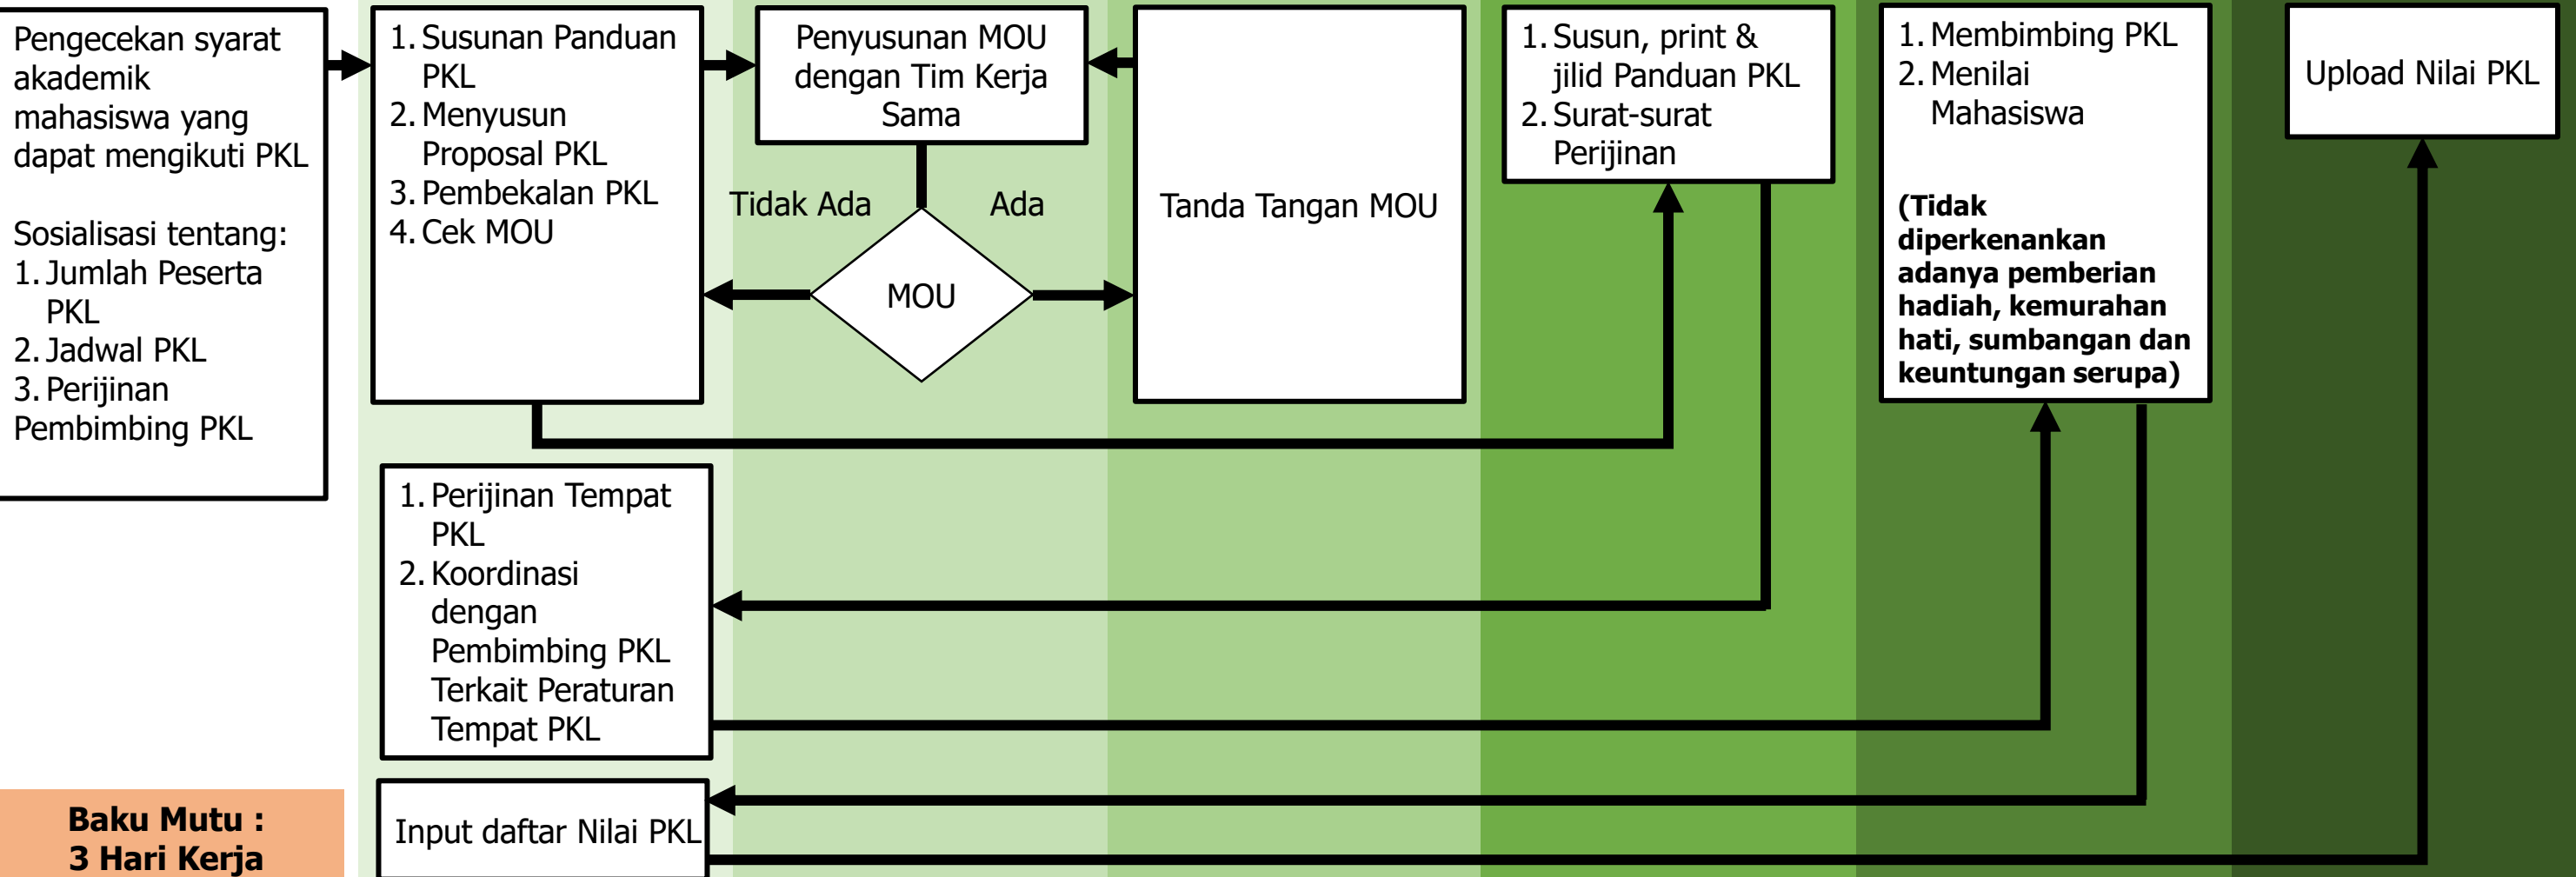 Pengecekan syarat
akademik
mahasiswa yang
dapat mengikuti PKL
Sosialisasi tentang:
1. Jumlah Peserta
PKL
2. Jadwal PKL
3. Perijinan
Pembimbing PKL
Baku Mutu :
3 Hari Kerja
1. Susunan Panduan
PKL
2. Menyusun
Proposal PKL
3. Pembekalan PKL
4. Cek MOU
Penyusunan MOU
dengan Tim Kerja
Sama
Tidak Ada
Ada
MOU
Tanda Tangan MOU
1. Susun, print &
jilid Panduan PKL
2. Surat-surat
Perijinan
1. Membimbing PKL
2. Menilai
Mahasiswa
(Tidak
diperkenankan
adanya pemberian
hadiah, kemurahan
hati, sumbangan dan
keuntungan serupa)
Upload Nilai PKL
1. Perijinan Tempat
PKL
2. Koordinasi
dengan
Pembimbing PKL
Terkait Peraturan
Tempat PKL
Input daftar Nilai PKL